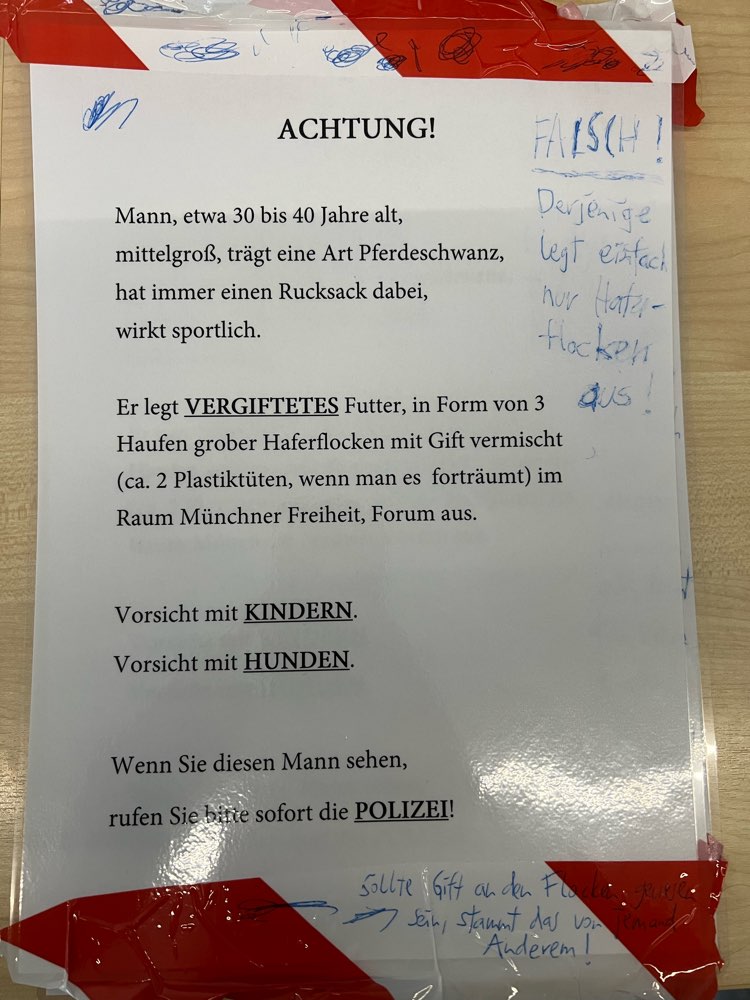 ACHTUNG!
FALSCH!
Derjenige
legt einfach
nur Hafer-
flocken
aus!
Mann, etwa 30 bis 40 Jahre alt,
mittelgroß, trägt eine Art Pferdeschwanz,
hat immer einen Rucksack dabei,
wirkt sportlich.
Er legt VERGIFTETES Futter, in Form von 3
Haufen grober Haferflocken mit Gift vermischt
(ca. 2 Plastiktüten, wenn man es forträumt) im
Raum Münchner Freiheit, Forum aus.
Vorsicht mit KINDERN.
Vorsicht mit HUNDEN.
Wenn Sie diesen Mann sehen,
rufen Sie bitte sofort die POLIZEI!
Sollte Gift an den Flocken gewesen
sein, stammt das von Jemand
Anderem!